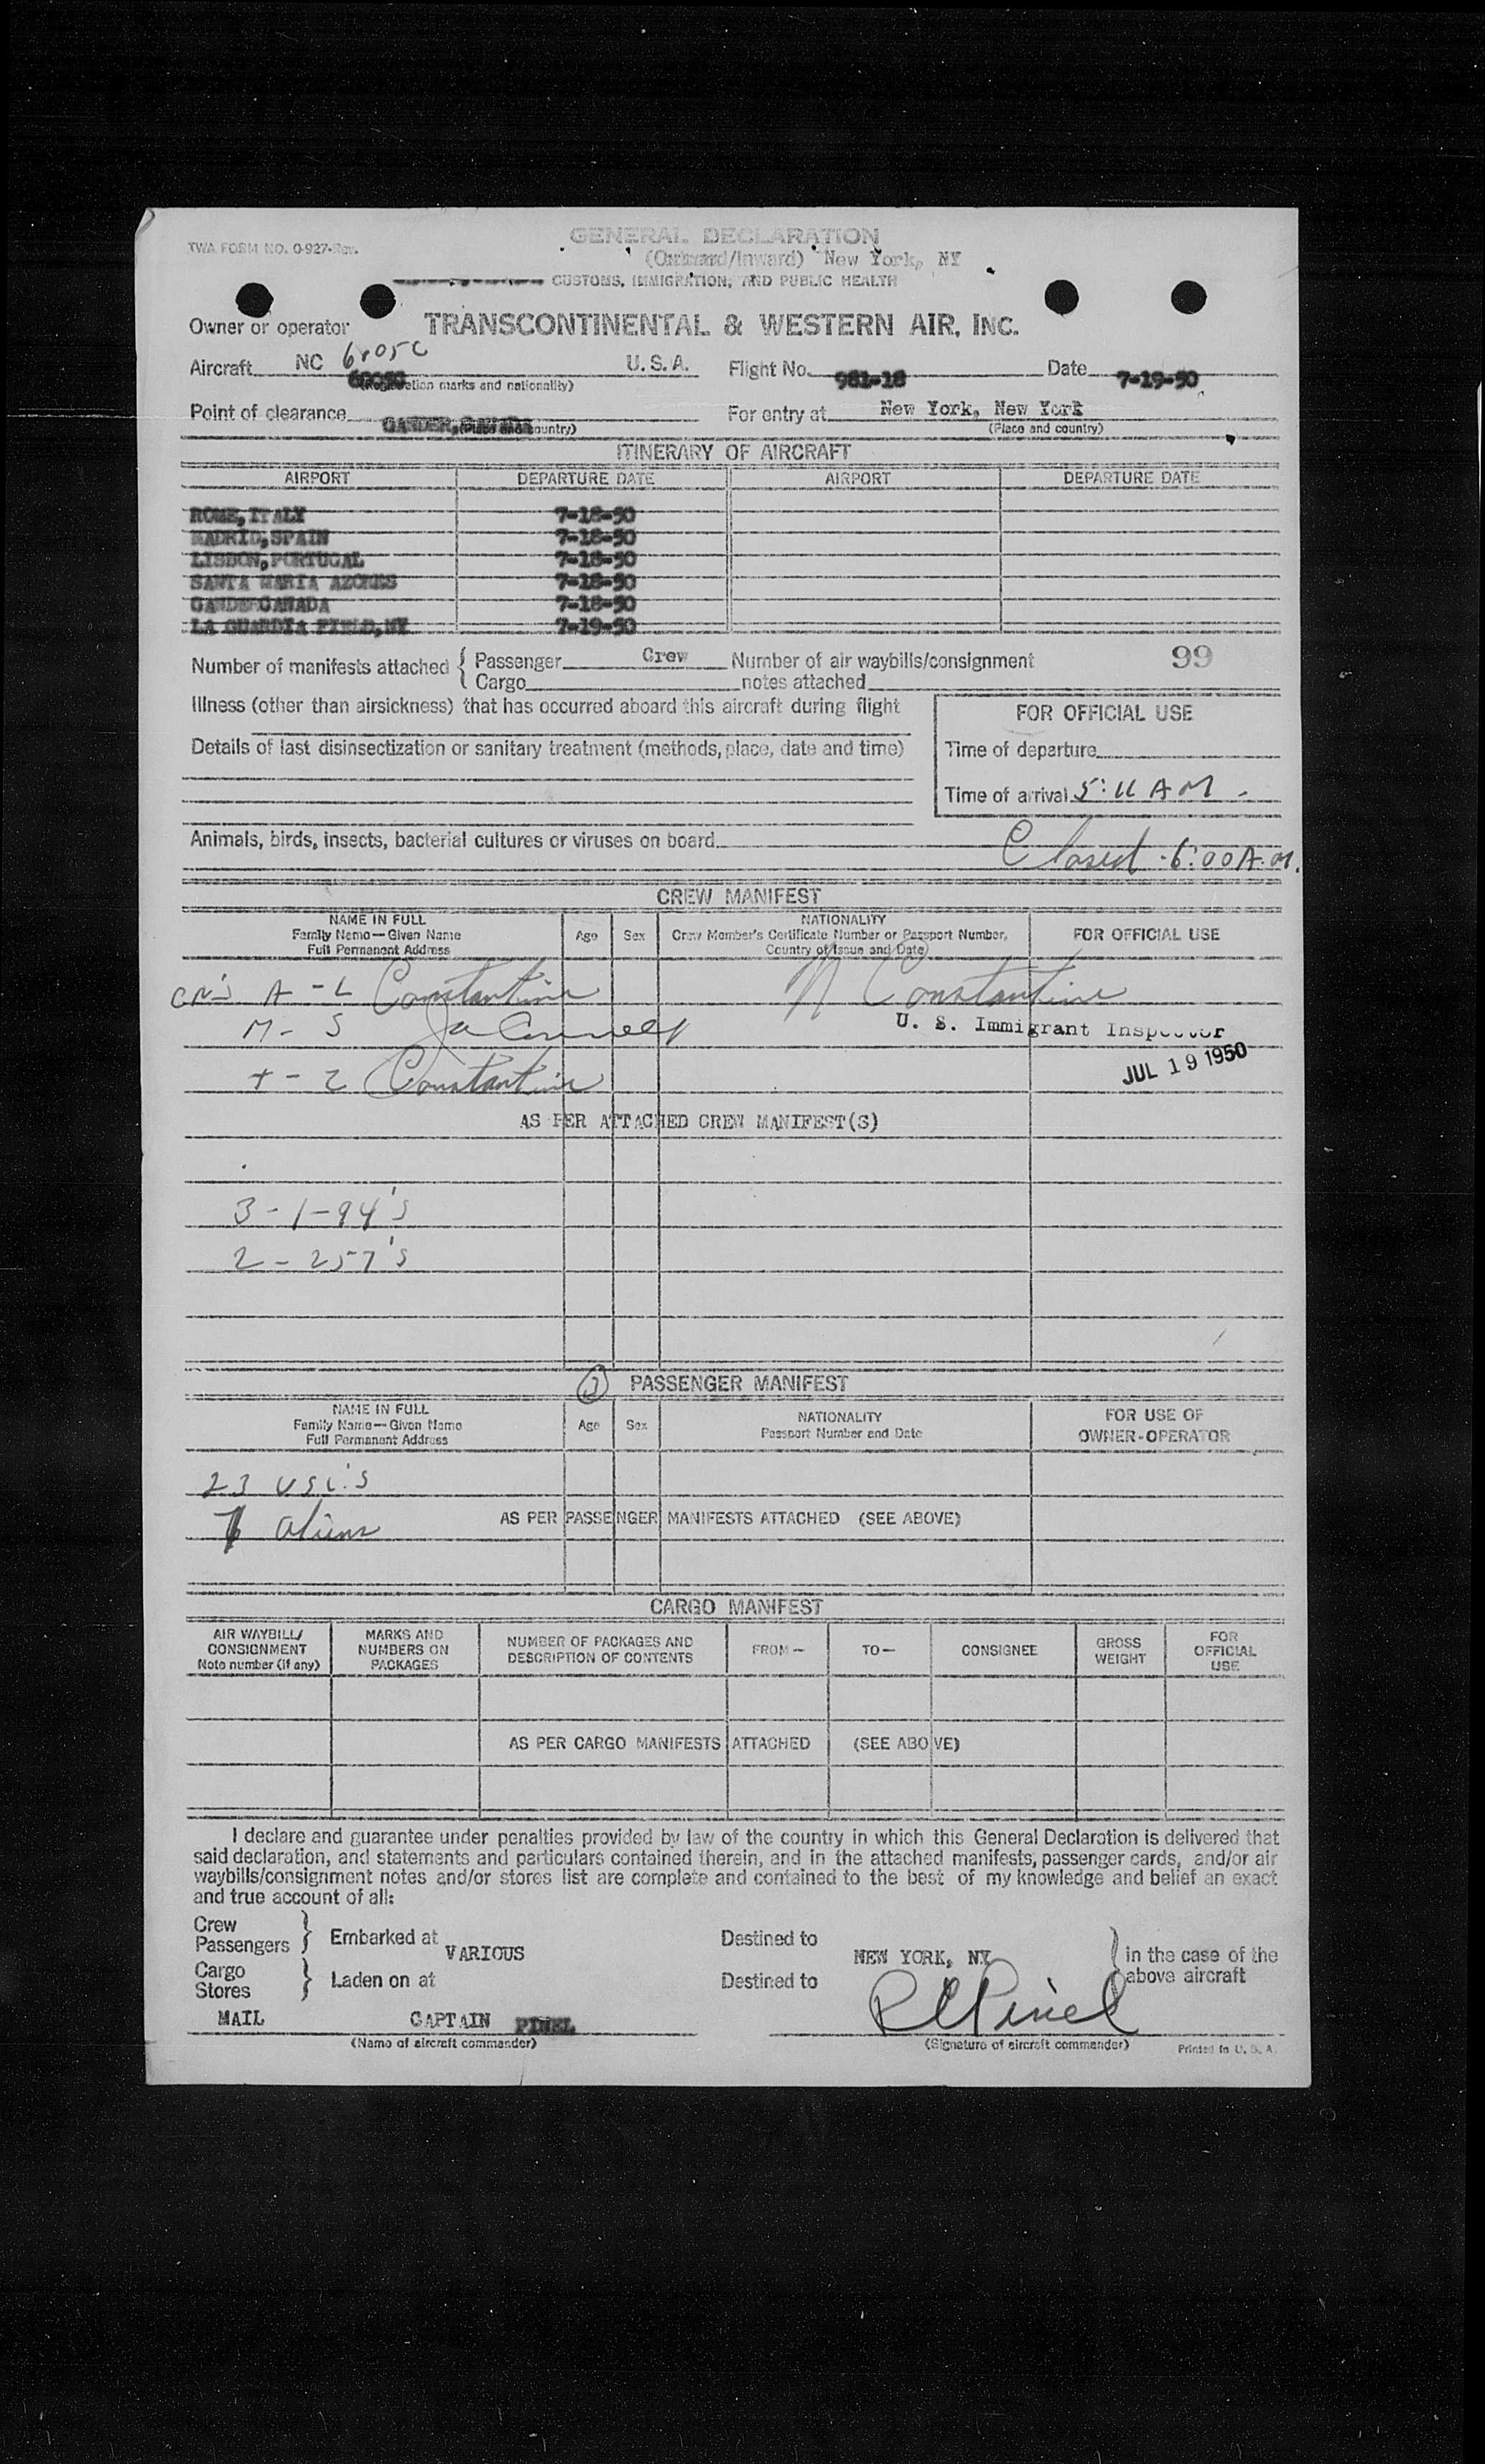 TWA FORM NO. 0-927-Rev.
GENERAL DECLARATION
(Outward/Inward) New York, NY
CUSTOMS, IMMIGRATION, AND PUBLIC HEALTH
Owner or operator TRANSCONTINENTAL & WESTERN AIR, INC.
Aircraft NC U. S. A. Flight No. 981-18 Date 7-19-50
(Registration marks and nationality)
Point of clearance GANDER, CANADA For entry at New York, New York
(Place and country) (Place and country)
ITINERARY OF AIRCRAFT
AIRPORT DEPARTURE DATE AIRPORT DEPARTURE DATE
ROME, ITALY 7-18-50
MADRID, SPAIN 7-18-50
LISBON, PORTUGAL 7-18-50
SANTA MARIA AZORES 7-18-50
GANDER CANADA 7-18-50
LA GUARDIA FIELD, NY 7-19-50
Number of manifests attached { Passenger Crew Number of air waybills/consignment 99
Cargo notes attached
Illness (other than airsickness) that has occurred aboard this aircraft during flight
FOR OFFICIAL USE
Details of last disinsectization or sanitary treatment (methods, place, date and time)
Time of departure
Time of arrival 5:11 AM -
Animals, birds, insects, bacterial cultures or viruses on board
Closed - 6:00 A.M.
CREW MANIFEST
NAME IN FULL
Family Name—Given Name
Full Permanent Address
Age Sex
NATIONALITY
Crew Member's Certificate Number or Passport Number,
Country of Issue and Date
FOR OFFICIAL USE
A - L Constantine N Constantine
M - S
U. S. Immigrant Inspector
JUL 19 1950
T - Z Constantine
AS PER ATTACHED CREW MANIFEST(S)
3 - 1-94's
2 - 257's
3 PASSENGER MANIFEST
NAME IN FULL
Family Name—Given Name
Full Permanent Address
Age Sex
NATIONALITY
Passport Number and Date
FOR USE OF
OWNER-OPERATOR
23 USC's
aliens AS PER PASSENGER MANIFESTS ATTACHED (SEE ABOVE)
CARGO MANIFEST
AIR WAYBILL/
CONSIGNMENT
Note number (if any)
MARKS AND
NUMBERS ON
PACKAGES
NUMBER OF PACKAGES AND
DESCRIPTION OF CONTENTS
FROM— TO— CONSIGNEE
GROSS
WEIGHT
FOR
OFFICIAL
USE
AS PER CARGO MANIFESTS ATTACHED (SEE ABOVE)
I declare and guarantee under penalties provided by law of the country in which this General Declaration is delivered that
said declaration, and statements and particulars contained therein, and in the attached manifests, passenger cards, and/or air
waybills/consignment notes and/or stores list are complete and contained to the best of my knowledge and belief an exact
and true account of all:
Crew
Passengers } Embarked at VARIOUS Destined to NEW YORK, NY } in the case of the
Cargo
Stores } Laden on at Destined to above aircraft
MAIL CAPTAIN PINEL R C Pinel
(Name of aircraft commander) (Signature of aircraft commander) Printed in U. S. A.